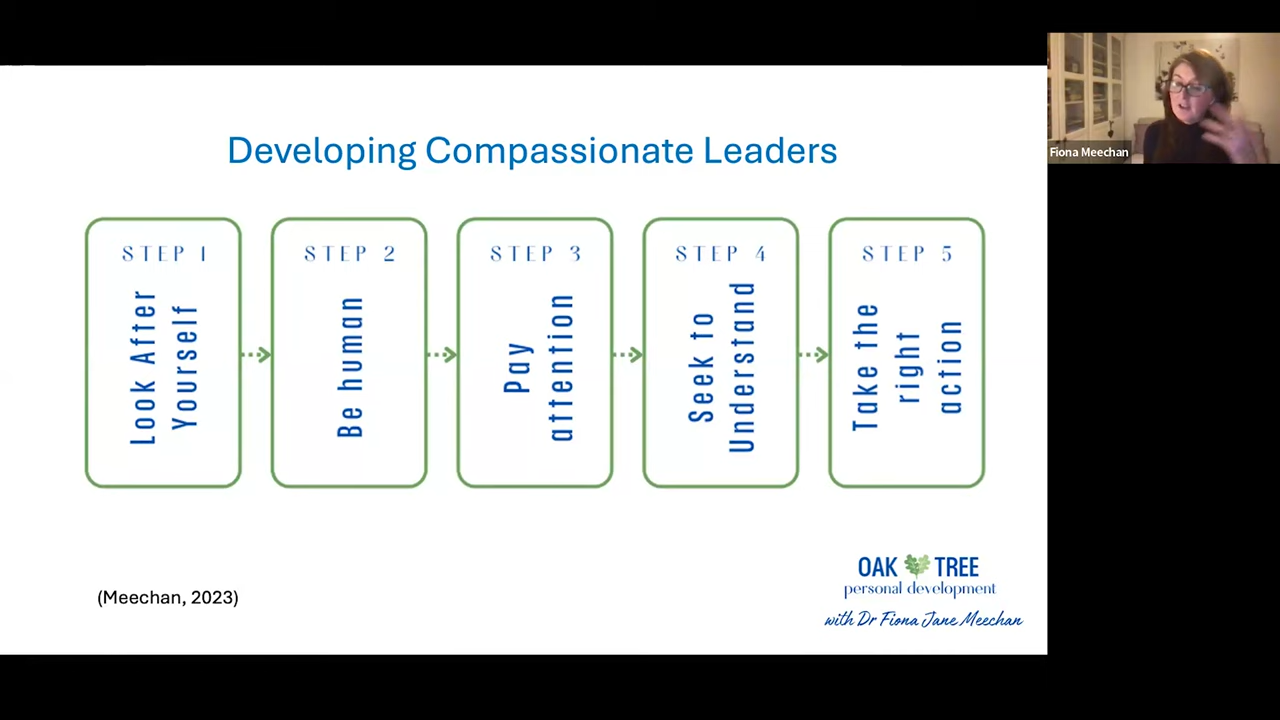 Developing Compassionate Leaders
STEP 1
Look After
Yourself
STEP 2
Be human
STEP 3
Pay
attention
STEP 4
Seek to
Understand
STEP 5
Take the
right
action
(Meechan, 2023)
OAK TREE
personal development
with Dr Fiona Jane Meechan
Fiona Meechan